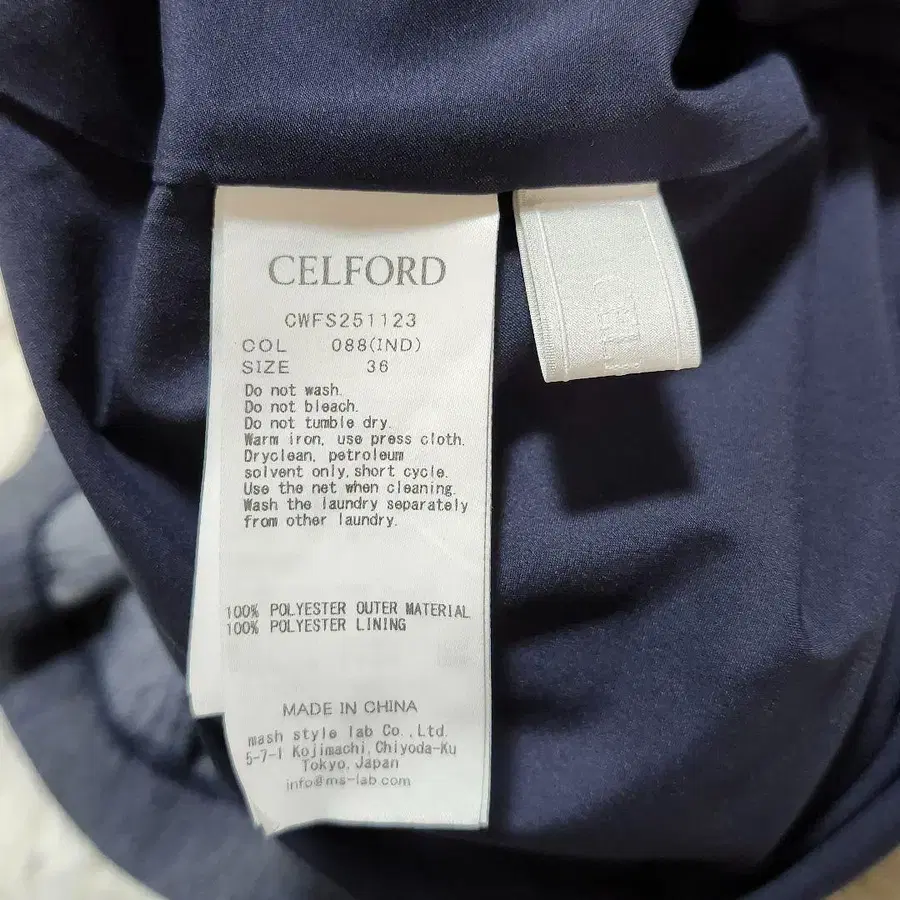 CELFORD
CWFS251123
COL 088(IND)
SIZE 36
Do not wash.
Do not bleach.
Do not tumble dry.
Warm iron, use press cloth.
Dryclean, petroleum
solvent only,short cycle.
Use the net when cleaning.
Wash the laundry separately
from other laundry.
100% POLYESTER OUTER MATERIAL
100% POLYESTER LINING
MADE IN CHINA
mash style lab Co.,Ltd.
5-7-1 Kojimachi,Chiyoda-Ku
Tokyo,Japan
info@ms-lab.com